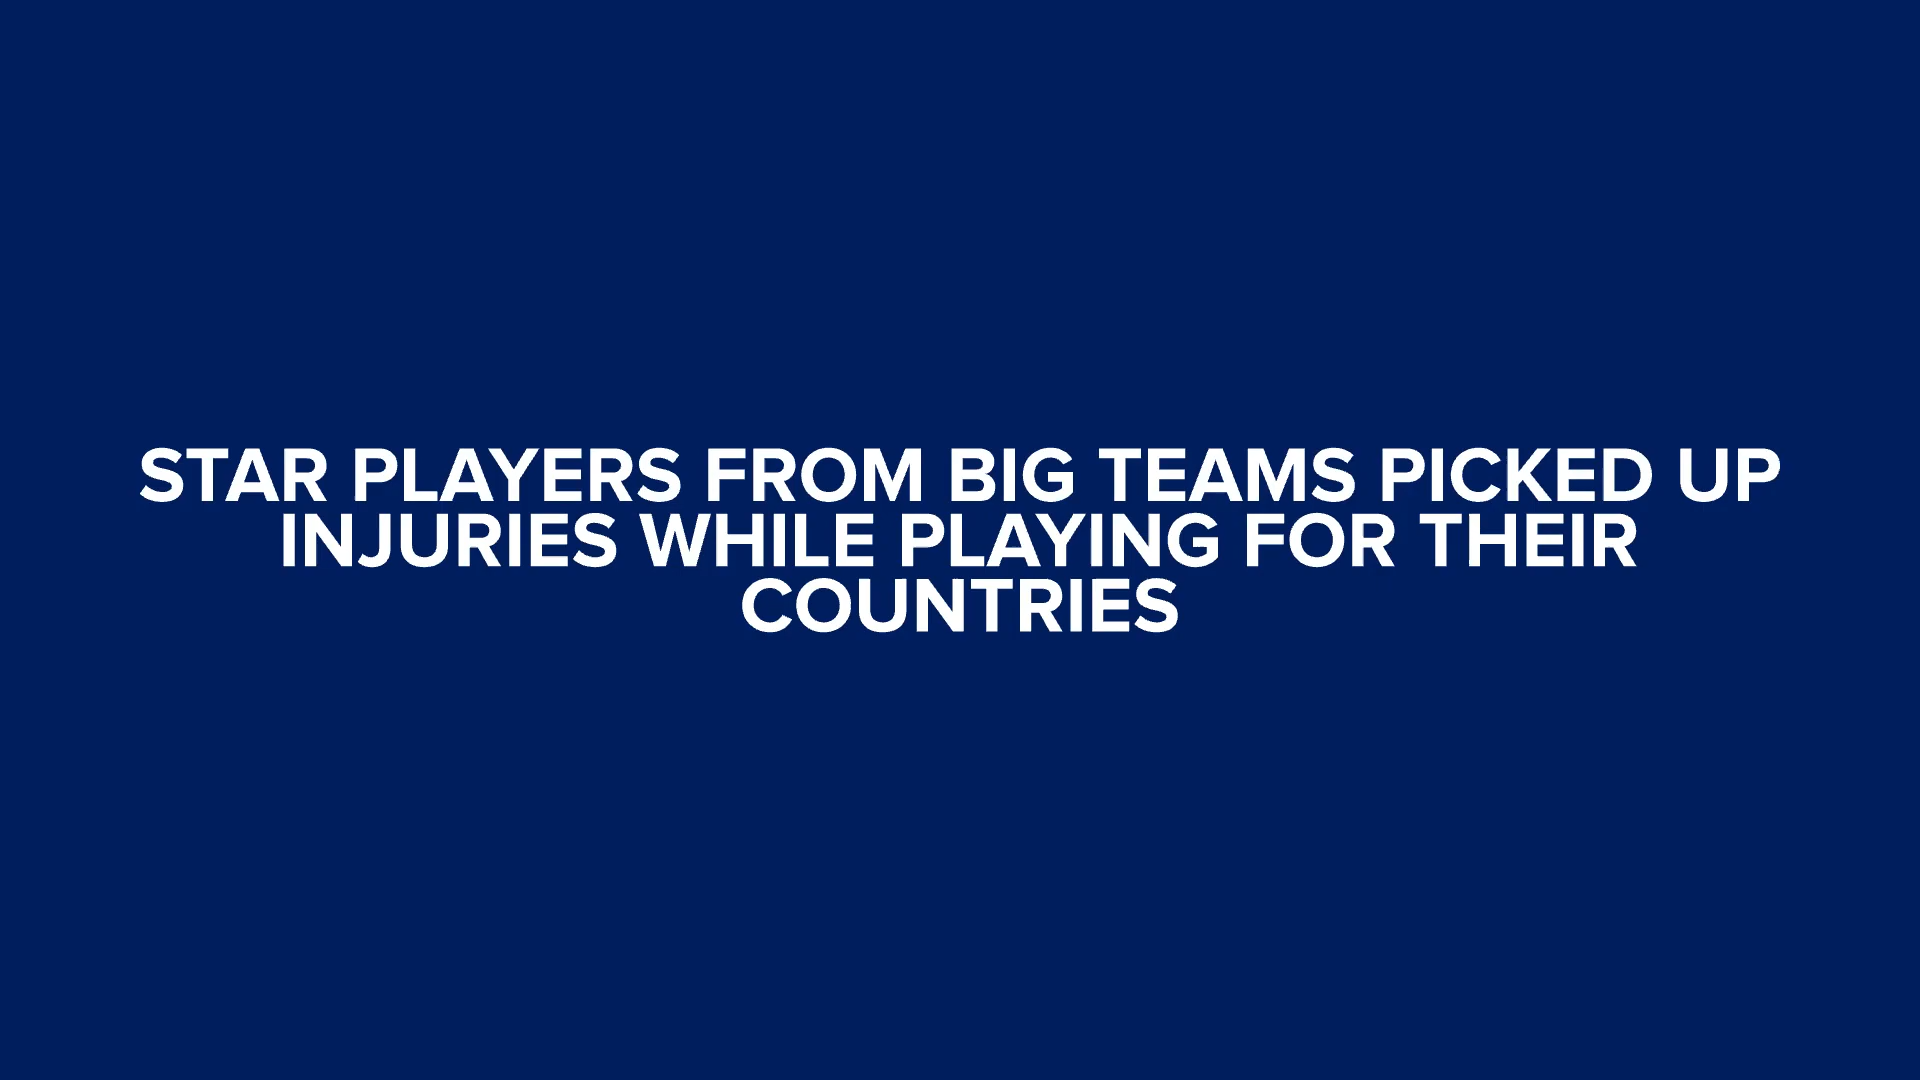 STAR PLAYERS FROM BIG TEAMS PICKED UP
INJURIES WHILE PLAYING FOR THEIR
COUNTRIES